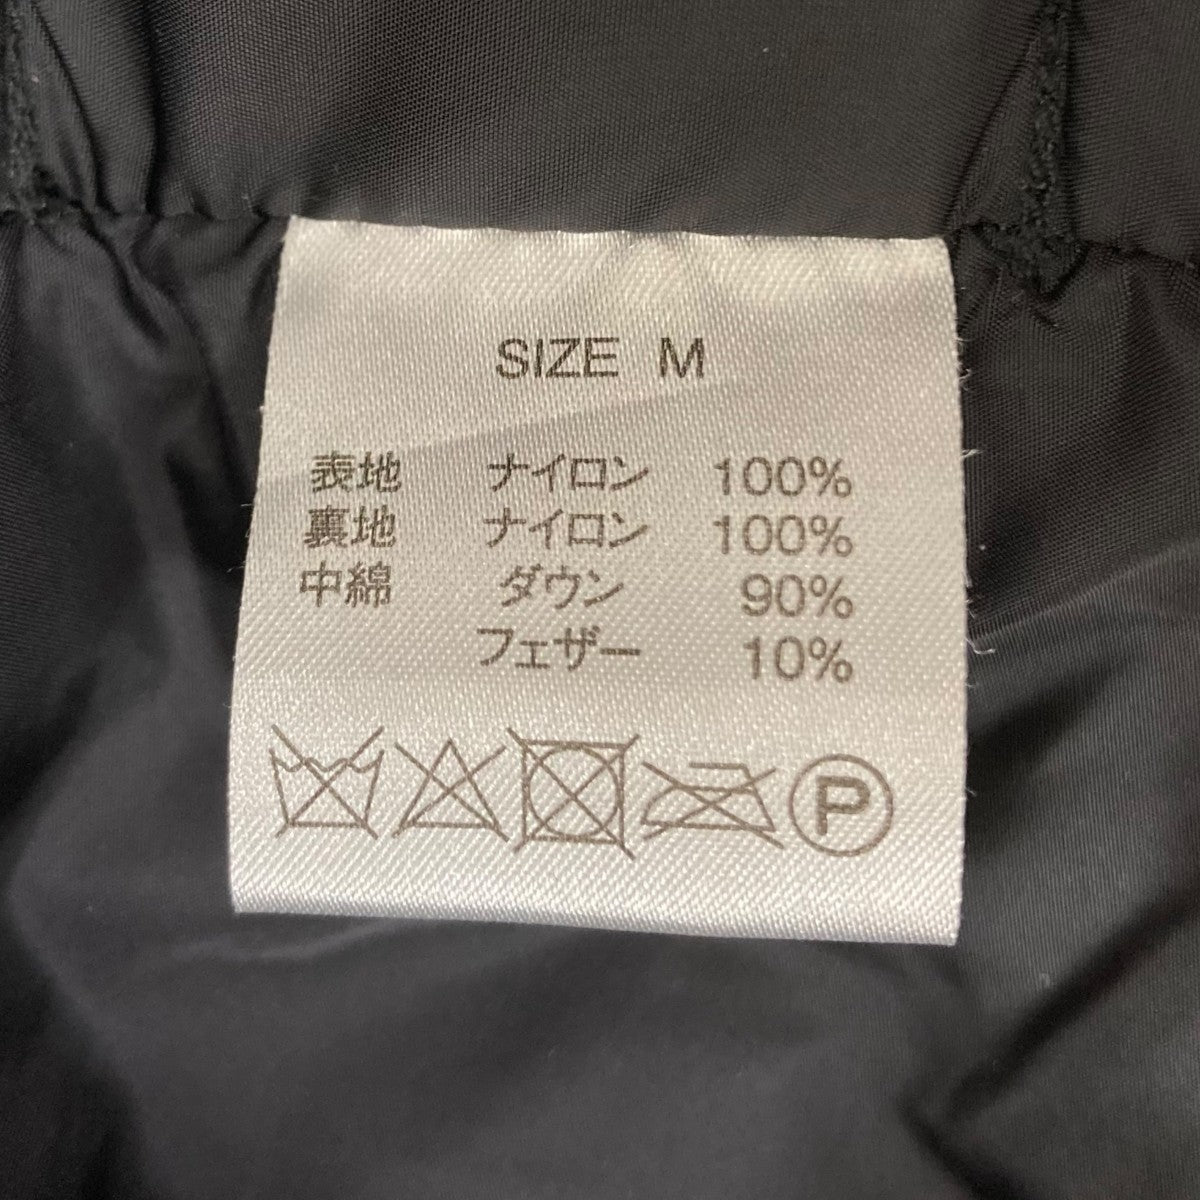 SIZE M
表地 ナイロン 100%
裏地 ナイロン 100%
中綿 ダウン 90%
フェザー 10%
P